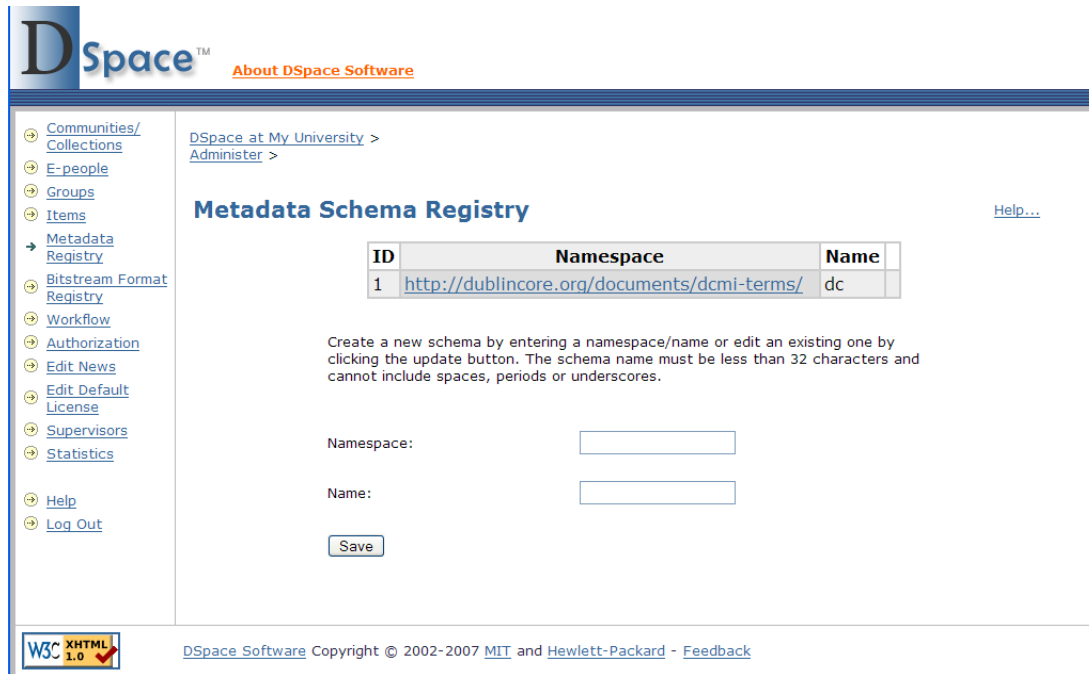 DSpace™
About DSpace Software
Communities/
Collections
E-people
Groups
Items
Metadata
Registry
Bitstream Format
Registry
Workflow
Authorization
Edit News
Edit Default
License
Supervisors
Statistics
Help
Log Out
DSpace at My University >
Administer >
Metadata Schema Registry
Help...
ID Namespace Name
1 http://dublincore.org/documents/dcmi-terms/ dc
Create a new schema by entering a namespace/name or edit an existing one by
clicking the update button. The schema name must be less than 32 characters and
cannot include spaces, periods or underscores.
Namespace:
Name:
Save
W3C XHTML
1.0
DSpace Software Copyright © 2002-2007 MIT and Hewlett-Packard - Feedback